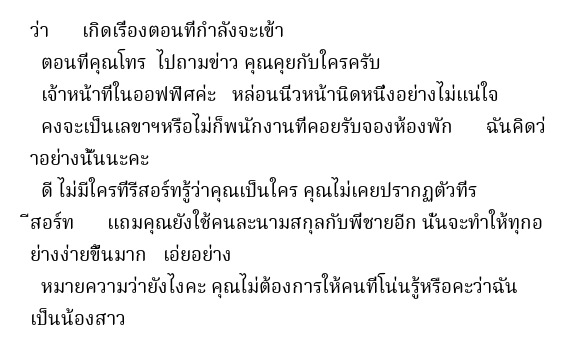 ว่า เกิดเรื่องตอนที่กำลังจะเข้า
ตอนที่คุณโทร ไปถามข่าว คุณคุยกับใครครับ
เจ้าหน้าที่ในออฟฟิศค่ะ หล่อนนิ่วหน้านิดหนึ่งอย่างไม่แน่ใจ
คงจะเป็นเลขาฯหรือไม่ก็พนักงานที่คอยรับจองห้องพัก ฉันคิดว
่าอย่างนั้นนะคะ
ดี ไม่มีใครที่รีสอร์ทรู้ว่าคุณเป็นใคร คุณไม่เคยปรากฏตัวที่ร
ีสอร์ท แถมคุณยังใช้คนละนามสกุลกับพี่ชายอีก นั่นจะทำให้ทุกอ
ย่างง่ายขึ้นมาก เอ่ยอย่าง
หมายความว่ายังไงคะ คุณไม่ต้องการให้คนที่โน่นรู้หรือคะว่าฉัน
เป็นน้องสาว